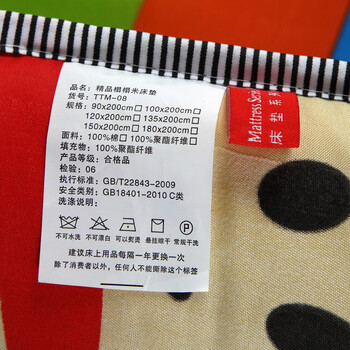 品名：精品榻榻米床垫
货号：TTM-08
规格：90x200cm□ 100x200cm□
120x200cm□ 135x200cm□
150x200cm□ 180x200cm□
面料：100%棉□ 100%聚酯纤维□
填充物：100%聚酯纤维
产品等级：合格品
检验：06
执行标准：GB/T22843-2009
安全类别：GB18401-2010 C类
洗涤说明：
不可水洗 不可漂白 可以熨烫 悬挂晾干 常规干洗
建议床上用品每隔一年更换一次
除了消费者以外，任何人不能撕除这个标
Mattress Series
床垫系列